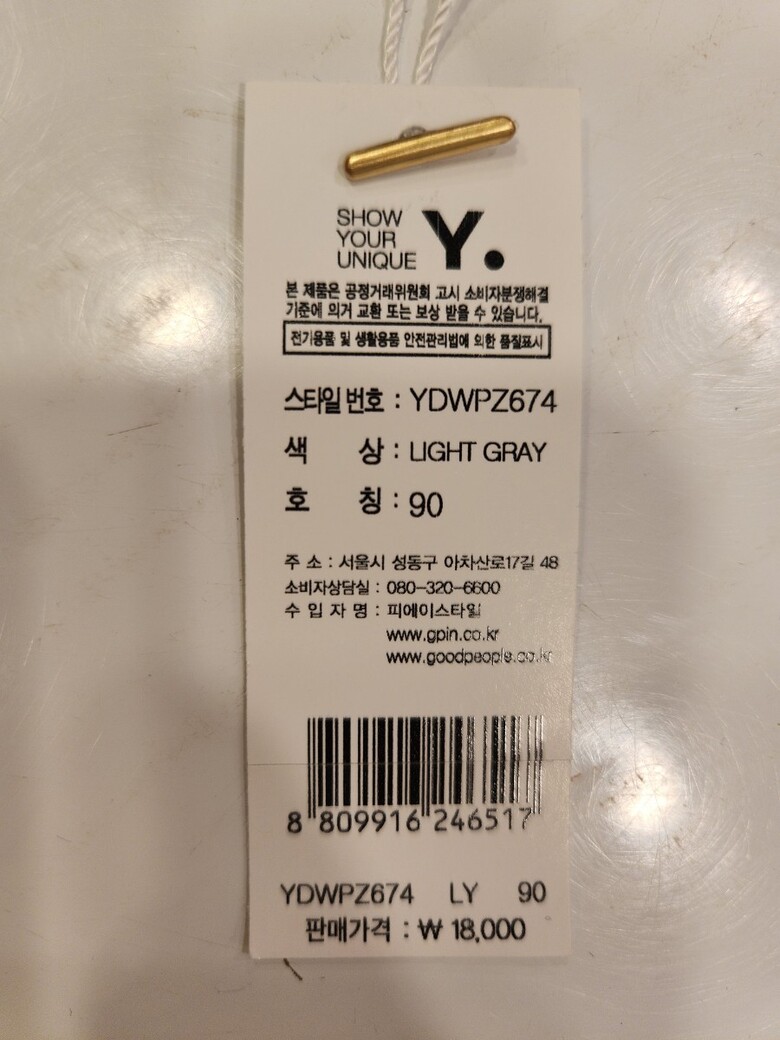 SHOW
YOUR
UNIQUE
Y.
본 제품은 공정거래위원회 고시 소비자분쟁해결
기준에 의거 교환 또는 보상 받을 수 있습니다.
전기용품 및 생활용품 안전관리법에 의한 품질표시
스타일 번호 : YDWPZ674
색 상 : LIGHT GRAY
호 칭 : 90
주 소 : 서울시 성동구 아차산로17길 48
소비자상담실 : 080-320-6600
수 입 자 명 : 피에이스타일
www.gpin.co.kr
www.goodpeople.co.kr
8 809916 246517
YDWPZ674 LY 90
판매가격 : ₩ 18,000